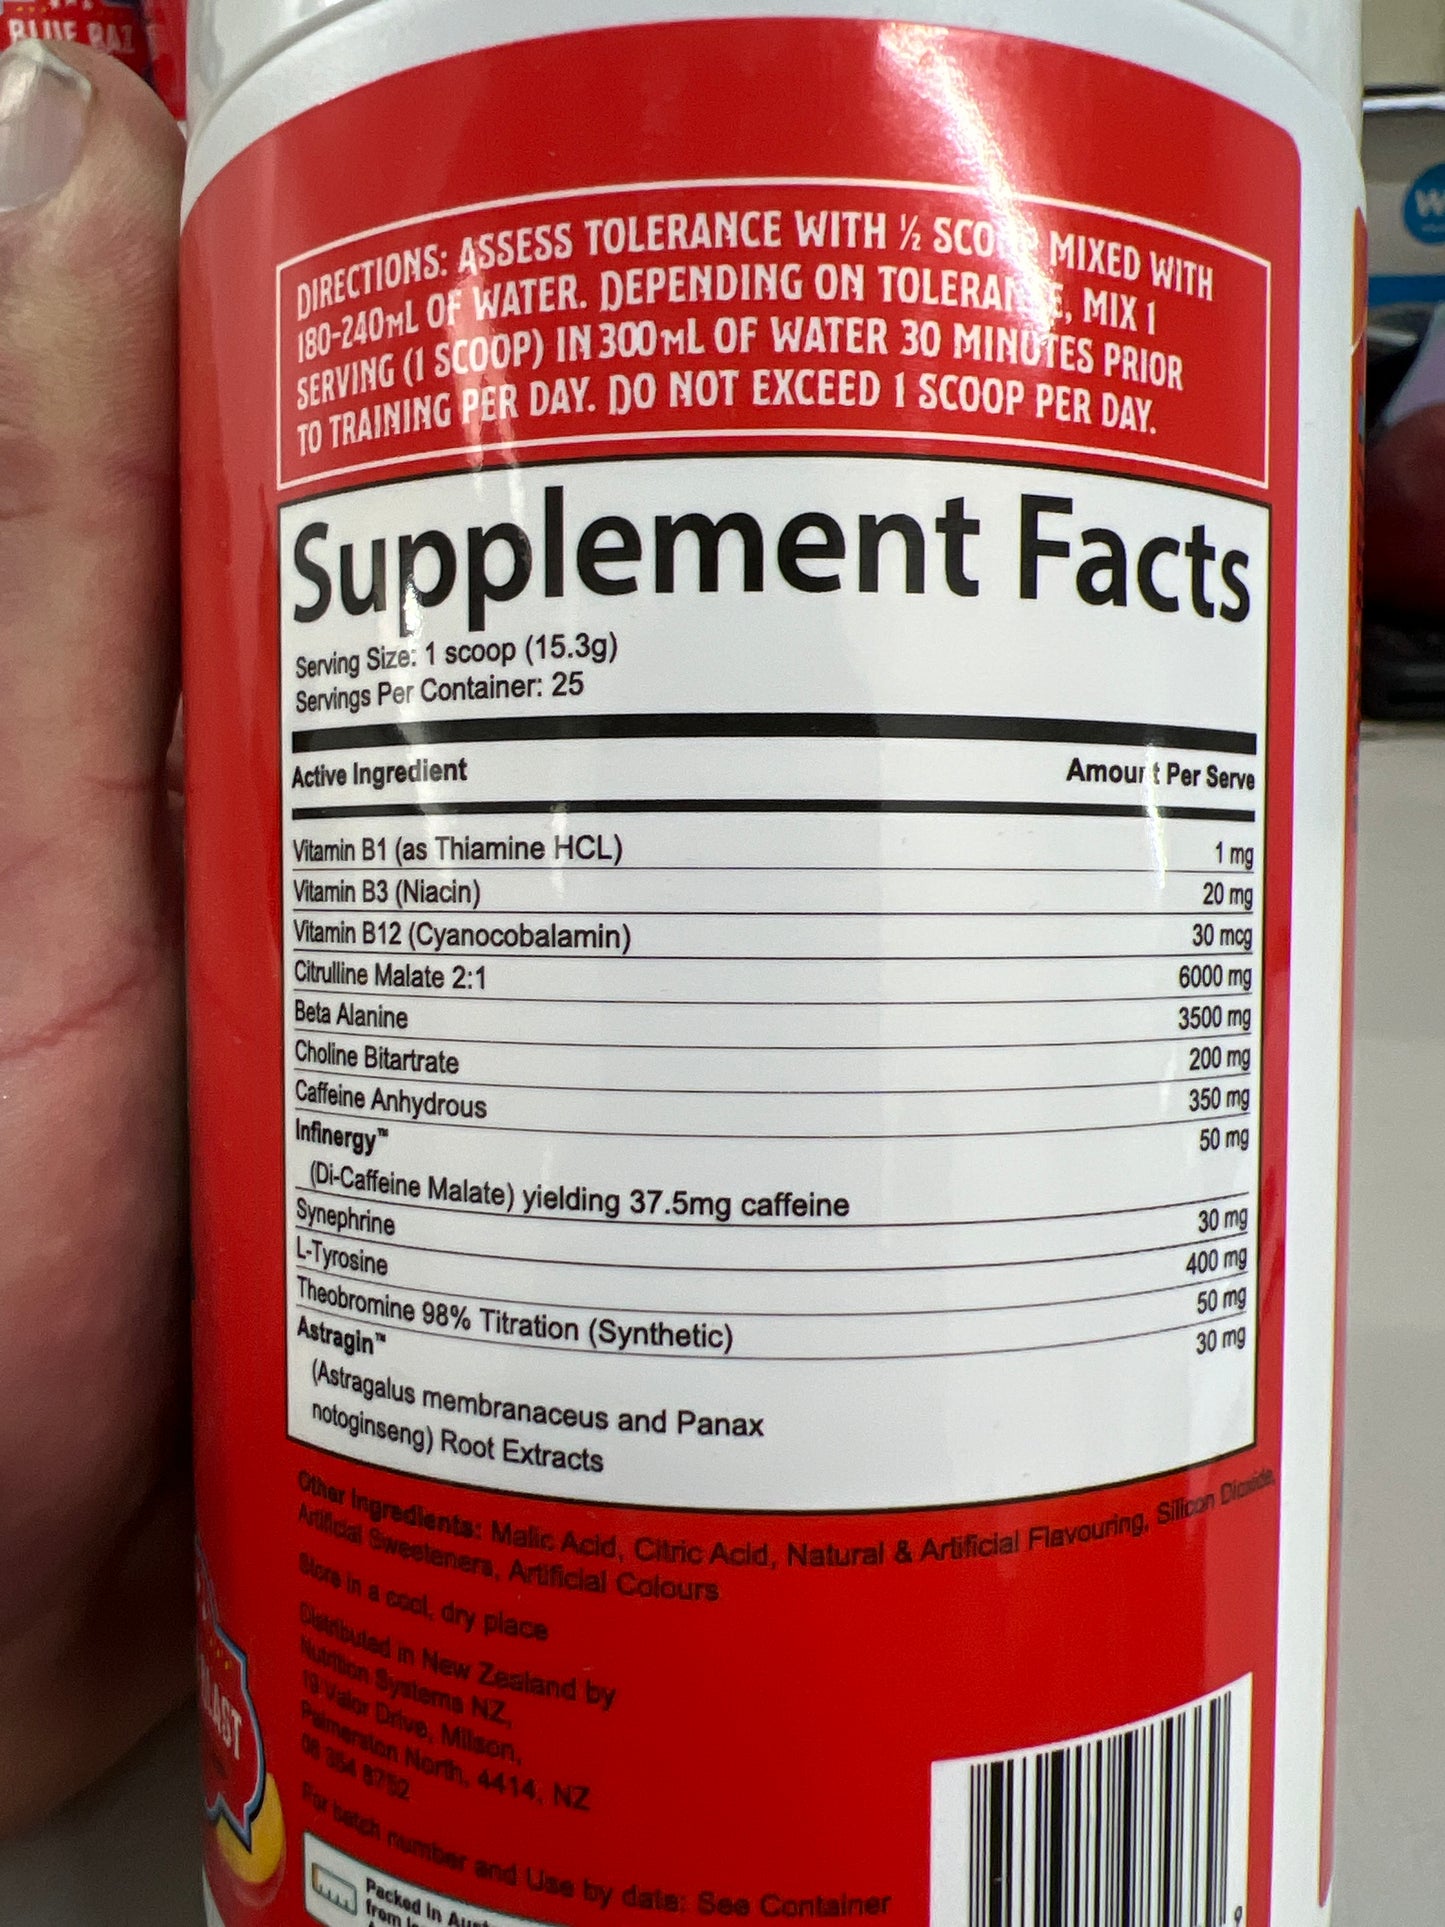 BLUE RAZ
DIRECTIONS: ASSESS TOLERANCE WITH ½ MIXED WITH
180-240ML OF WATER. DEPENDING ON TOLERANCE, MIX 1
SERVING (1 SCOOP) IN 300ML OF WATER 30 MINUTES PRIOR
TO TRAINING PER DAY. DO NOT EXCEED 1 SCOOP PER DAY.
Supplement Facts
Serving Size: 1 scoop (15.3g)
Servings Per Container: 25
Active Ingredient Amount Per Serve
Vitamin B1 (as Thiamine HCL) 1 mg
Vitamin B3 (Niacin) 20 mg
Vitamin B12 (Cyanocobalamin) 30 mcg
Citrulline Malate 2:1 6000 mg
Beta Alanine 3500 mg
Choline Bitartrate 200 mg
Caffeine Anhydrous 350 mg
Infinergy™ 50 mg
(Di-Caffeine Malate) yielding 37.5mg caffeine
Synephrine 30 mg
L-Tyrosine 400 mg
Theobromine 98% Titration (Synthetic) 50 mg
Astragin™ 30 mg
(Astragalus membranaceus and Panax
notoginseng) Root Extracts
Other Ingredients: Malic Acid, Citric Acid, Natural & Artificial Flavouring, Silicon Dioxide,
Artificial Sweeteners, Artificial Colours
Store in a cool, dry place
Distributed in New Zealand by
Nutrition Systems NZ,
19 Valor Drive, Milson,
Palmerston North, 4414, NZ
06 354 8752
For batch number and Use by date: See Container
Packed in
from
9